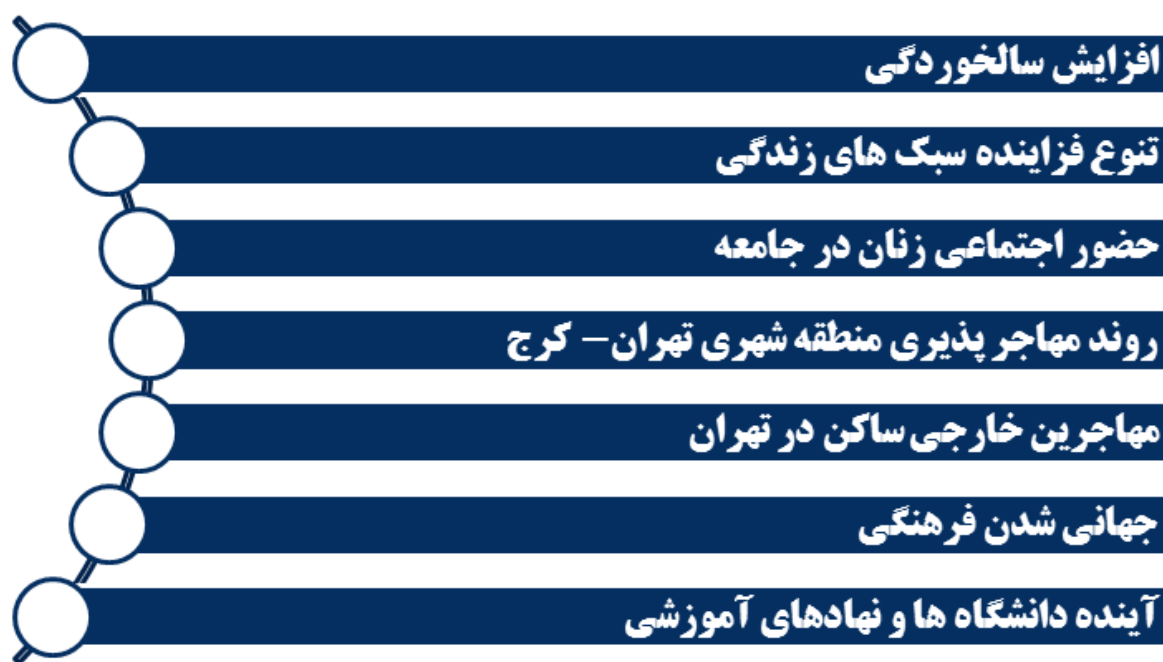 افزایش سالخوردگی
تنوع فزاینده سبک های زندگی
حضور اجتماعی زنان در جامعه
روند مهاجر پذیری منطقه شهری تهران– کرج
مهاجرین خارجی ساکن در تهران
جهانی شدن فرهنگی
آینده دانشگاه ها و نهادهای آموزشی